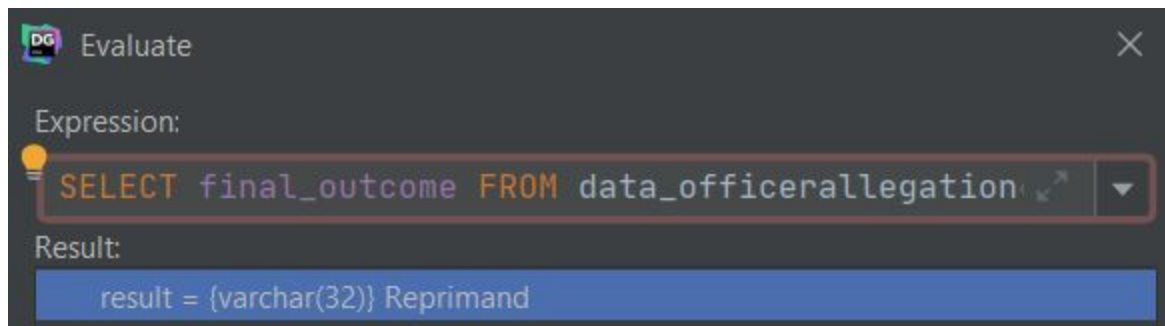 DG Evaluate
Expression:
SELECT final_outcome FROM data_officerallegation
Result:
result = {varchar(32)} Reprimand